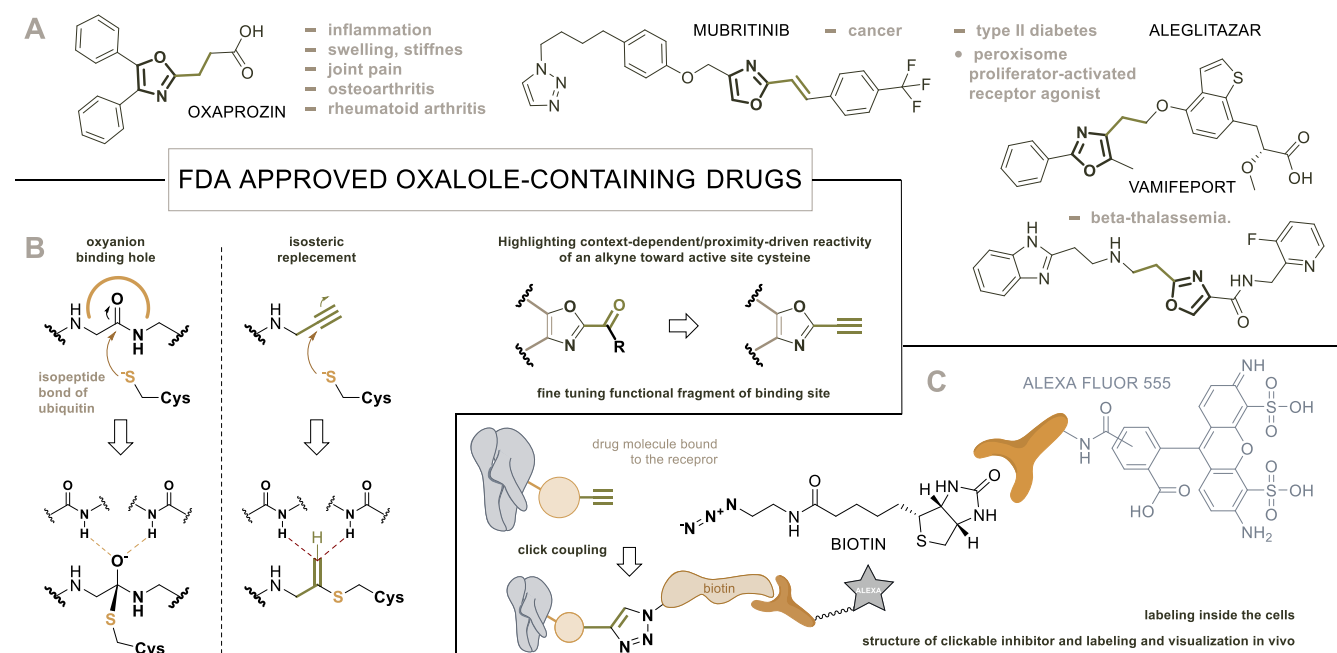 A
OXAPROZIN
OH
O
O
N
– inflammation
– swelling, stiffnes
– joint pain
– osteoarthritis
– rheumatoid arthritis
MUBRITINIB
– cancer
N
N
N
O
N
O
F
F
F
– type II diabetes
• peroxisome
proliferator-activated
receptor agonist
ALEGLITAZAR
S
O
N
O
O
OH
O
FDA APPROVED OXALOLE-CONTAINING DRUGS
VAMIFEPORT
– beta-thalassemia.
H
N
N
H
N
N
O
HN
O
F
N
B
oxyanion
binding hole
O
H
N
N
H
isopeptide
bond of
ubiquitin
-S
Cys
O
N
H
O
N
H
O-
H
N
N
H
S
Cys
isosteric
replecement
H
N
-S
Cys
O
N
H
O
N
H
H
H
N
S
Cys
Highlighting context-dependent/proximity-driven reactivity
of an alkyne toward active site cysteine
O
O
N
R
O
N
fine tuning functional fragment of binding site
drug molecule bound
to the recepror
click coupling
-N=N+
N
N
H
O
S
H
H
HN
NH
O
BIOTIN
N
N
N
biotin
ALEXA
C
ALEXA FLUOR 555
N
H
O
O
HO
NH
O
S
OH
O
O
O
S
OH
O
NH2
labeling inside the cells
structure of clickable inhibitor and labeling and visualization in vivo